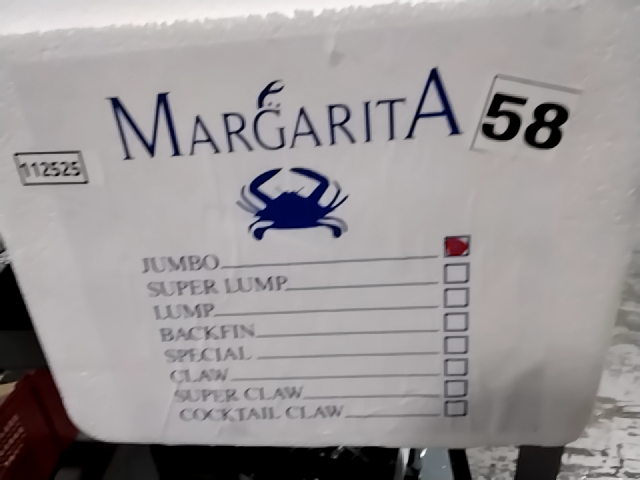 MARGARITA
58
112525
JUMBO
SUPER LUMP
LUMP
BACKFIN
SPECIAL
CLAW
SUPER CLAW
COCKTAIL CLAW